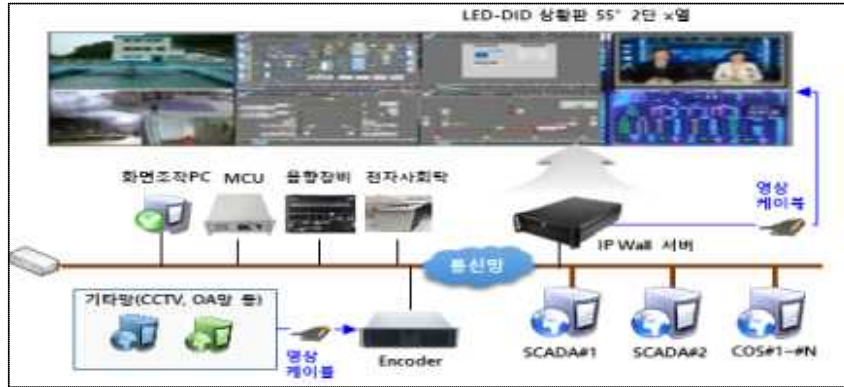 LED-DID 상황판 55" 2단 x열
화면조작PC
MCU
음향장비
전자사회탁
영상
케이블
IP Wall 서버
통신망
기타망(CCTV, OA망 등)
영상
케이블
Encoder
SCADA#1
SCADA#2
COS#1~#N